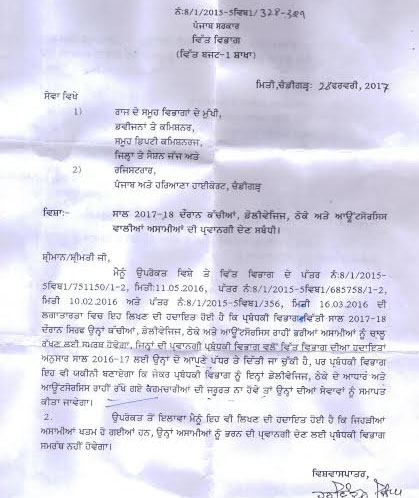 ਨੰ:8/1/2015-5ਵਿਬ1/328-329
ਪੰਜਾਬ ਸਰਕਾਰ
ਵਿੱਤ ਵਿਭਾਗ
(ਵਿੱਤ ਬਜਟ-1 ਸ਼ਾਖਾ)
ਮਿਤੀ,ਚੰਡੀਗੜ੍ਹ: 28ਫਰਵਰੀ, 2017
ਸੇਵਾ ਵਿਖੇ
1) ਰਾਜ ਦੇ ਸਮੂਹ ਵਿਭਾਗਾਂ ਦੇ ਮੁੱਖੀ,
ਡਵੀਜਨਾਂ ਤੇ ਕਮਿਸ਼ਨਰ,
ਸਮੂਹ ਡਿਪਟੀ ਕਮਿਸ਼ਨਰਜ਼,
ਜਿਲ੍ਹਾ ਤੇ ਸੈਸ਼ਨ ਜੱਜ ਅਤੇ
2) ਰਜਿਸਟਰਾਰ,
ਪੰਜਾਬ ਅਤੇ ਹਰਿਆਣਾ ਹਾਈਕੋਰਟ, ਚੰਡੀਗੜ੍ਹ
ਵਿਸ਼ਾ:- ਸਾਲ 2017-18 ਦੌਰਾਨ ਕੱਚੀਆਂ, ਡੇਲੀਵੇਜਿਜ਼, ਠੇਕੇ ਅਤੇ ਆਊਟਸੋਰਸਿਸ
ਵਾਲੀਆਂ ਅਸਾਮੀਆਂ ਦੀ ਪ੍ਰਵਾਨਗੀ ਦੇਣ ਸਬੰਧੀ।
ਸ਼੍ਰੀਮਾਨ/ਸ਼੍ਰੀਮਤੀ ਜੀ,
ਮੈਨੂੰ ਉਪਰੋਕਤ ਵਿਸ਼ੇ ਤੇ ਵਿੱਤ ਵਿਭਾਗ ਦੇ ਪੱਤਰ ਨੰ:8/1/2015-
5ਵਿਬ1/751150/1-2, ਮਿਤੀ:11.05.2016, ਪੱਤਰ ਨੰ:8/1/2015-5ਵਿਬ1/685758/1-2,
ਮਿਤੀ 10.02.2016 ਅਤੇ ਪੱਤਰ ਨੰ:8/1/2015-5ਵਿਬ1/356, ਮਿਤੀ 16.03.2016 ਦੀ
ਲਗਾਤਾਰਤਾ ਵਿਚ ਇਹ ਲਿਖਣ ਦੀ ਹਦਾਇਤ ਹੋਈ ਹੈ ਕਿ ਪ੍ਰਬੰਧਕੀ ਵਿਭਾਗ ਵਿੱਤੀ ਸਾਲ 2017-18
ਦੌਰਾਨ ਸਿਰਫ ਉਨ੍ਹਾਂ ਕੱਚੀਆਂ, ਡੇਲੀਵੇਜਿਜ਼, ਠੇਕੇ ਅਤੇ ਆਊਟਸੋਰਸਿਸ ਰਾਹੀਂ ਭਰੀਆ ਅਸਾਮੀਆਂ ਨੂੰ ਚਾਲੂ
ਰੱਖਣ ਲਈ ਸਮਰਥ ਹੋਵੇਗਾ, ਜਿਨ੍ਹਾਂ ਦੀ ਪ੍ਰਵਾਨਗੀ ਪ੍ਰਬੰਧਕੀ ਵਿਭਾਗ ਵਲੋਂ ਵਿੱਤ ਵਿਭਾਗ ਦੀਆ ਹਦਾਇਤਾਂ
ਅਨੁਸਾਰ ਸਾਲ 2016-17 ਲਈ ਉਨ੍ਹਾਂ ਦੇ ਆਪਣੇ ਪੱਧਰ ਤੇ ਦਿੱਤੀ ਜਾ ਚੁੱਕੀ ਹੈ, ਪਰ ਪ੍ਰਬੰਧਕੀ ਵਿਭਾਗ
ਇਹ ਵੀ ਯਕੀਨੀ ਬਣਾਏਗਾ ਕਿ ਜੇਕਰ ਪ੍ਰਬੰਧਕੀ ਵਿਭਾਗ ਨੂੰ ਇਨ੍ਹਾਂ ਡੇਲੀਵੇਜਿਜ਼, ਠੇਕੇ ਦੇ ਆਧਾਰ ਅਤੇ
ਆਊਟਸੋਰਸਿਸ ਰਾਹੀਂ ਰੱਖੇ ਗਏ ਕਰਮਚਾਰੀਆਂ ਦੀ ਜਰੂਰਤ ਨਾ ਹੋਵੇ ਤਾਂ ਉਨ੍ਹਾਂ ਦੀਆਂ ਸੇਵਾਵਾਂ ਨੂੰ ਸਮਾਪਤ
ਕੀਤਾ ਜਾਵੇਗਾ।
2. ਉਪਰੋਕਤ ਤੋਂ ਇਲਾਵਾ ਮੈਨੂੰ ਇਹ ਵੀ ਲਿਖਣ ਦੀ ਹਦਾਇਤ ਹੋਈ ਹੈ ਕਿ ਜਿਹੜੀਆਂ
ਅਸਾਮੀਆਂ ਖਤਮ ਹੋ ਗਈਆਂ ਹਨ, ਉਨ੍ਹਾਂ ਅਸਾਮੀਆਂ ਨੂੰ ਭਰਨ ਦੀ ਪ੍ਰਵਾਨਗੀ ਦੇਣ ਲਈ ਪ੍ਰਬੰਧਕੀ ਵਿਭਾਗ
ਸਮਰੱਥ ਨਹੀਂ ਹੋਵੇਗਾ।
ਵਿਸ਼ਵਾਸਪਾਤਰ,